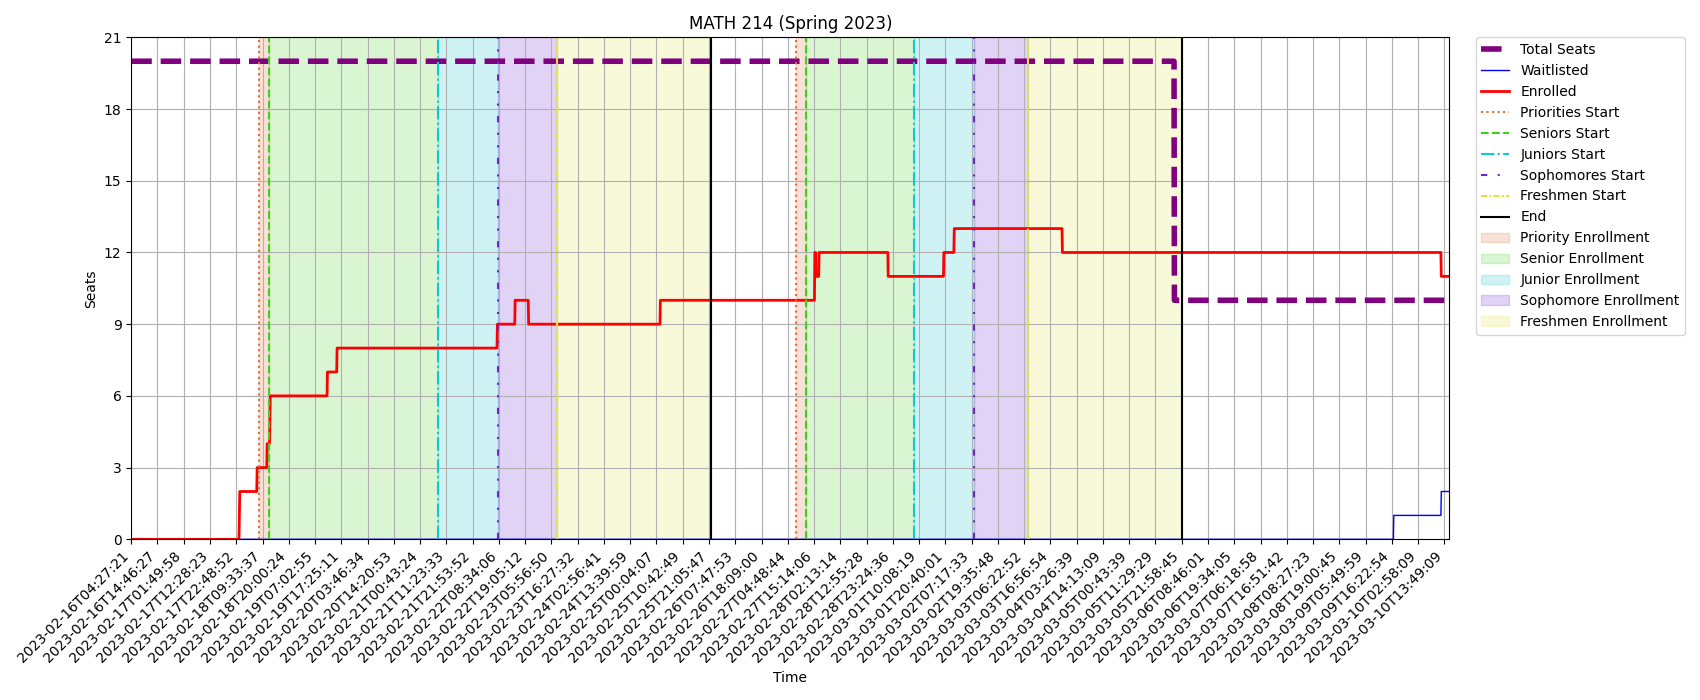 MATH 214 (Spring 2023)
Seats
21
18
15
12
9
6
3
0
2023-02-16T04:27:21
2023-02-16T14:46:27
2023-02-17T01:49:58
2023-02-17T12:28:23
2023-02-17T22:48:52
2023-02-18T09:33:37
2023-02-18T20:00:24
2023-02-19T07:02:55
2023-02-19T17:25:11
2023-02-20T03:46:34
2023-02-20T14:20:53
2023-02-21T00:43:24
2023-02-21T11:23:33
2023-02-21T21:53:52
2023-02-22T08:34:06
2023-02-22T19:05:12
2023-02-23T05:56:50
2023-02-23T16:27:32
2023-02-24T02:56:41
2023-02-24T13:39:59
2023-02-25T00:04:07
2023-02-25T10:42:49
2023-02-25T21:05:47
2023-02-26T07:47:53
2023-02-26T18:09:00
2023-02-27T04:48:44
2023-02-27T15:14:06
2023-02-28T02:13:14
2023-02-28T12:55:28
2023-02-28T23:24:36
2023-03-01T10:08:19
2023-03-01T20:40:01
2023-03-02T07:17:33
2023-03-02T19:35:48
2023-03-03T06:22:52
2023-03-03T16:56:54
2023-03-04T03:26:39
2023-03-04T14:13:09
2023-03-05T00:43:39
2023-03-05T11:29:29
2023-03-05T21:58:45
2023-03-06T08:46:01
2023-03-06T19:34:05
2023-03-07T06:18:58
2023-03-07T16:51:42
2023-03-08T08:27:23
2023-03-08T19:00:45
2023-03-09T05:49:59
2023-03-09T16:22:54
2023-03-10T02:58:09
2023-03-10T13:49:09
Time
Total Seats
Waitlisted
Enrolled
Priorities Start
Seniors Start
Juniors Start
Sophomores Start
Freshmen Start
End
Priority Enrollment
Senior Enrollment
Junior Enrollment
Sophomore Enrollment
Freshmen Enrollment